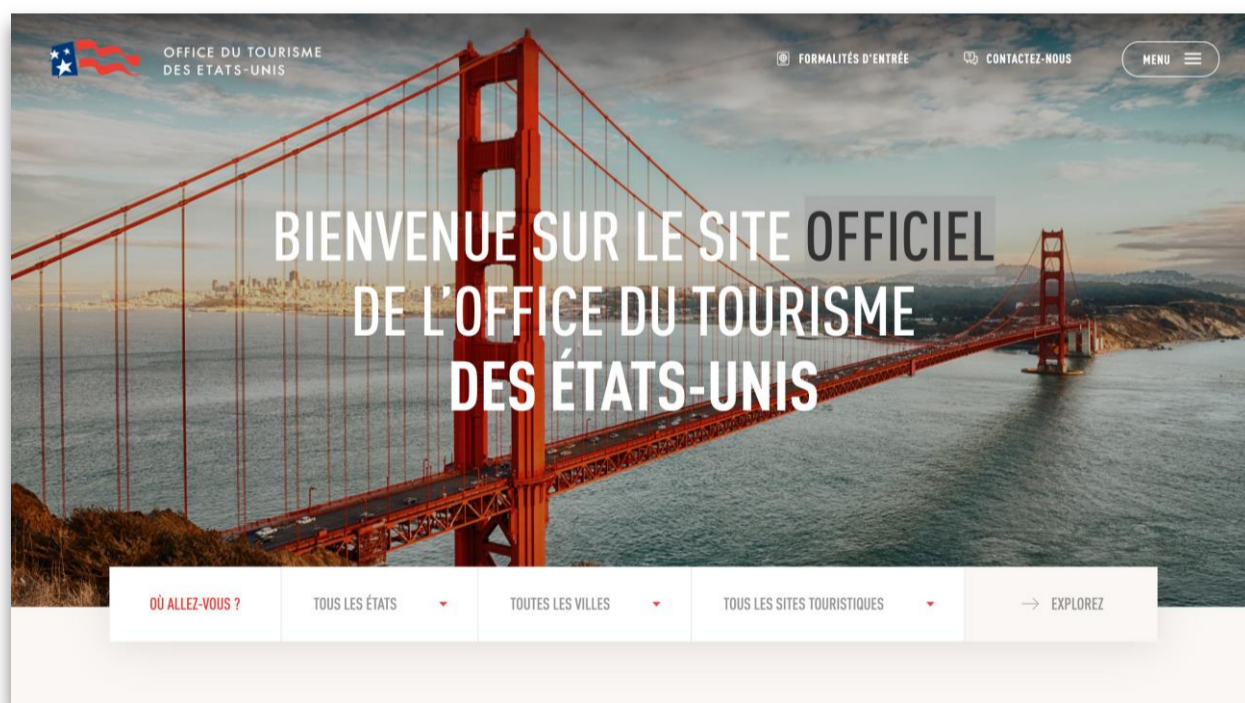 OFFICE DU TOURISME
DES ETATS-UNIS
FORMALITÉS D'ENTRÉE
CONTACTEZ-NOUS
MENU
BIENVENUE SUR LE SITE OFFICIEL
DE L'OFFICE DU TOURISME
DES ÉTATS-UNIS
OÙ ALLEZ-VOUS ?
TOUS LES ÉTATS
TOUTES LES VILLES
TOUS LES SITES TOURISTIQUES
EXPLOREZ